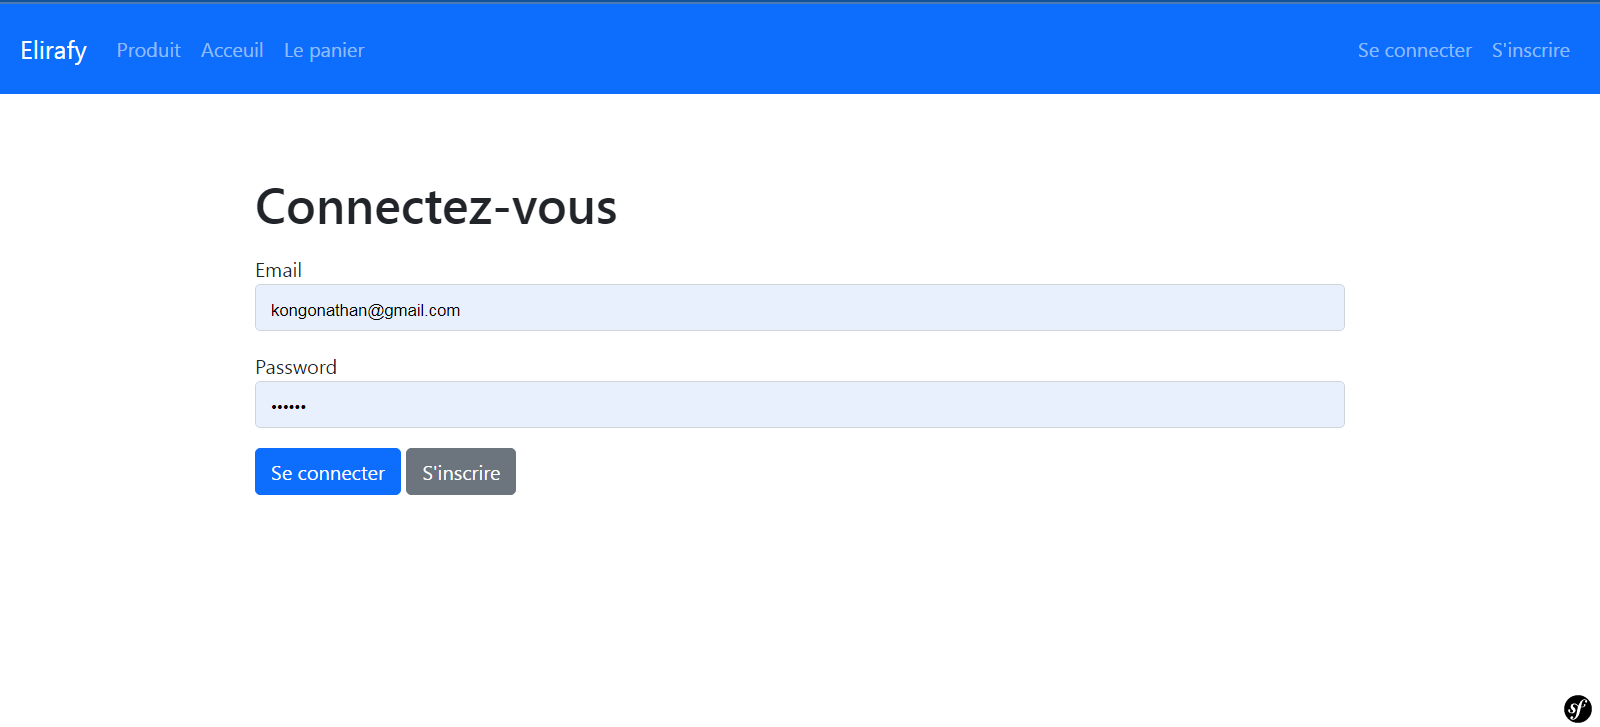 Elirafy Produit Acceuil Le panier Se connecter S'inscrire
Connectez-vous
Email
kongonathan@gmail.com
Password
••••••
Se connecter S'inscrire
sf